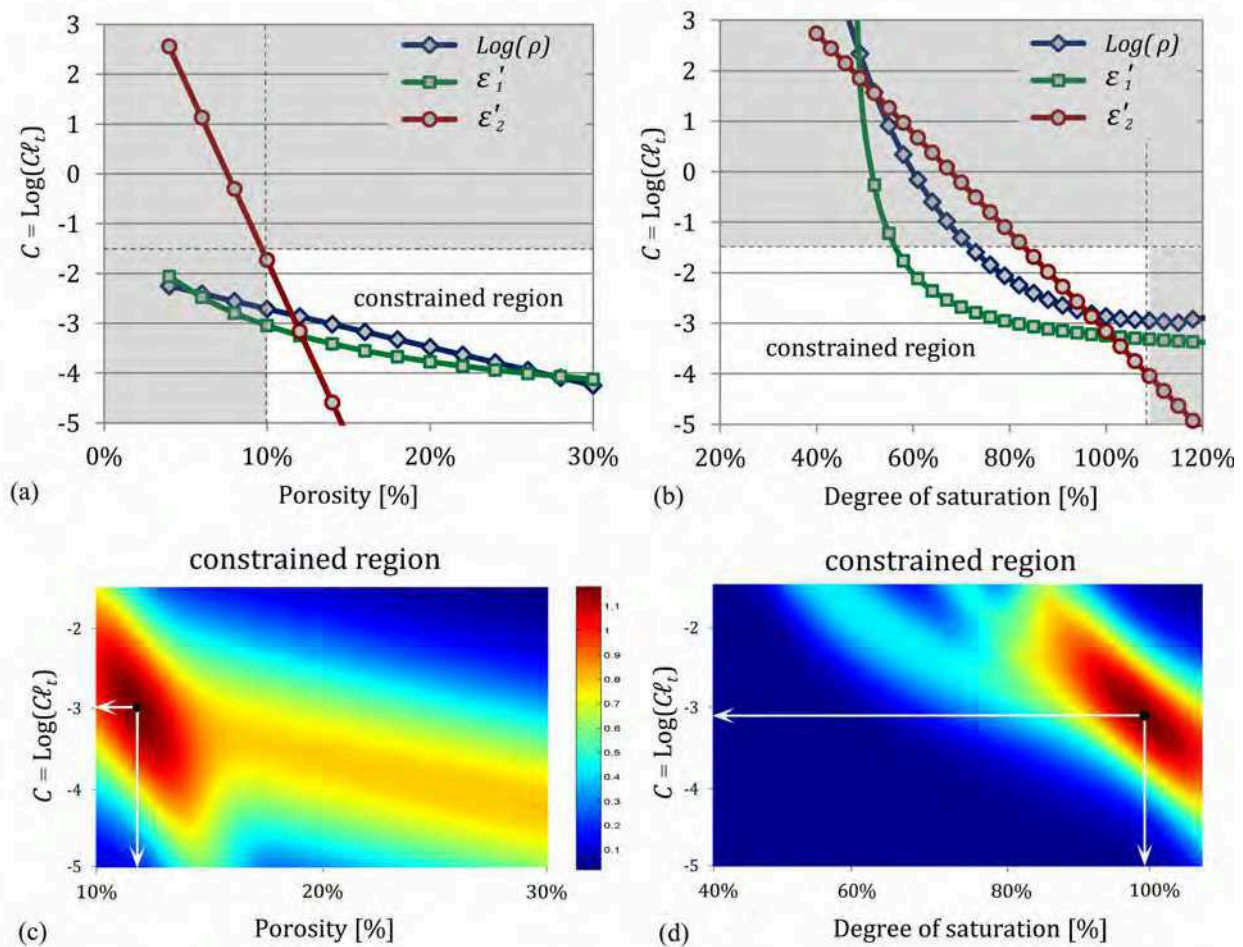 3
2
1
0
-1
-2
-3
-4
-5
C = Log(Cℓₜ)
Log(ρ)
ε₁′
ε′₂
constrained region
0% 10% 20% 30%
(a) Porosity [%]
3
2
1
0
-1
-2
-3
-4
-5
C = Log(Cℓₜ)
Log(ρ)
ε₁′
ε′₂
constrained region
20% 40% 60% 80% 100% 120%
(b) Degree of saturation [%]
constrained region
-2
-3
-4
-5
C = Log(Cℓₜ)
1.1
1
0.9
0.8
0.7
0.6
0.5
0.4
0.3
0.2
0.1
10% 20% 30%
(c) Porosity [%]
constrained region
-2
-3
-4
-5
C = Log(Cℓₜ)
40% 60% 80% 100%
(d) Degree of saturation [%]